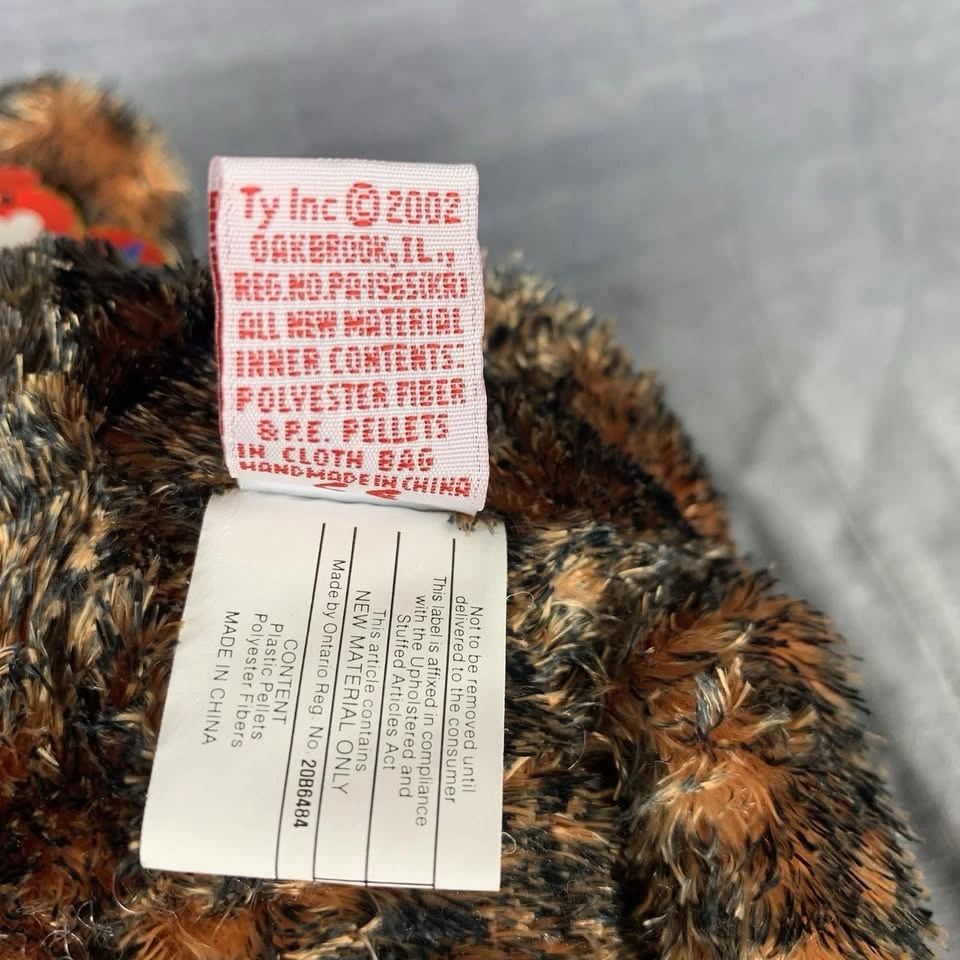 Ty Inc © 2002
OAKBROOK, IL.,
REG.NO.PA-1965(KR)
ALL NEW MATERIAL
INNER CONTENTS:
POLYESTER FIBER
& P.E. PELLETS
IN CLOTH BAG
HANDMADE IN CHINA
Not to be removed until
delivered to the consumer
This label is affixed in compliance
with the Upholstered and
Stuffed Articles Act
This article contains
NEW MATERIAL ONLY
Made by Ontario Reg. No. 20B6484
CONTENT
Plastic Pellets
Polyester Fibers
MADE IN CHINA